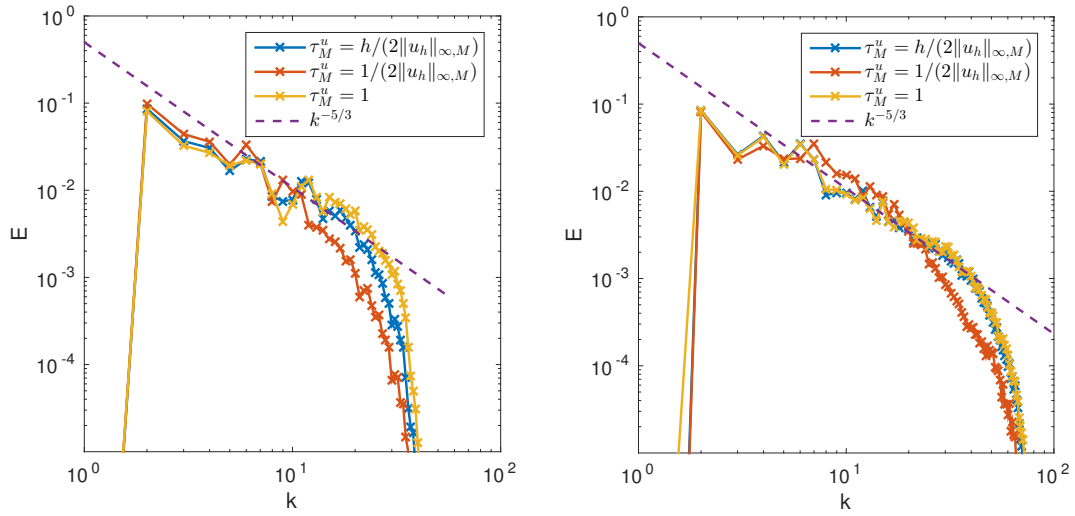 τ_M^u = h/(2‖u_h‖_{∞,M})
τ_M^u = 1/(2‖u_h‖_{∞,M})
τ_M^u = 1
k^{-5/3}
10^0
10^{-1}
10^{-2}
10^{-3}
10^{-4}
E
10^0
10^1
10^2
k
τ_M^u = h/(2‖u_h‖_{∞,M})
τ_M^u = 1/(2‖u_h‖_{∞,M})
τ_M^u = 1
k^{-5/3}
10^0
10^{-1}
10^{-2}
10^{-3}
10^{-4}
E
10^0
10^1
10^2
k